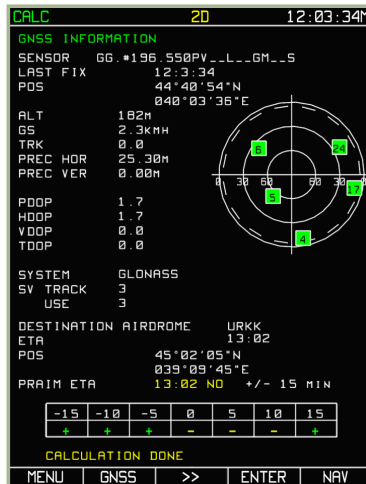 CALC 2D 12:03:34M
GNSS INFORMATION
SENSOR GG.#196.550PV__L__GM__S
LAST FIX 12:3:34
POS 44°40'54"N
040°03'36"E
ALT 182M
GS 2.3KMH
TRK 0.0
PREC HOR 25.30M
PREC VER 0.00M
6 24
0 30 60 60 30 0
17
5
4
PDOP 1.7
HDOP 1.7
VDOP 0.0
TDOP 0.0
SYSTEM GLONASS
SV TRACK 3
USE 3
DESTINATION AIRDROME URKK
ETA 13:02
POS 45°02'05"N
039°09'45"E
PRAIM ETA 13:02 NO +/- 15 MIN
-15 -10 -5 0 5 10 15
+ + + - - - +
CALCULATION DONE
MENU GNSS >> ENTER NAV